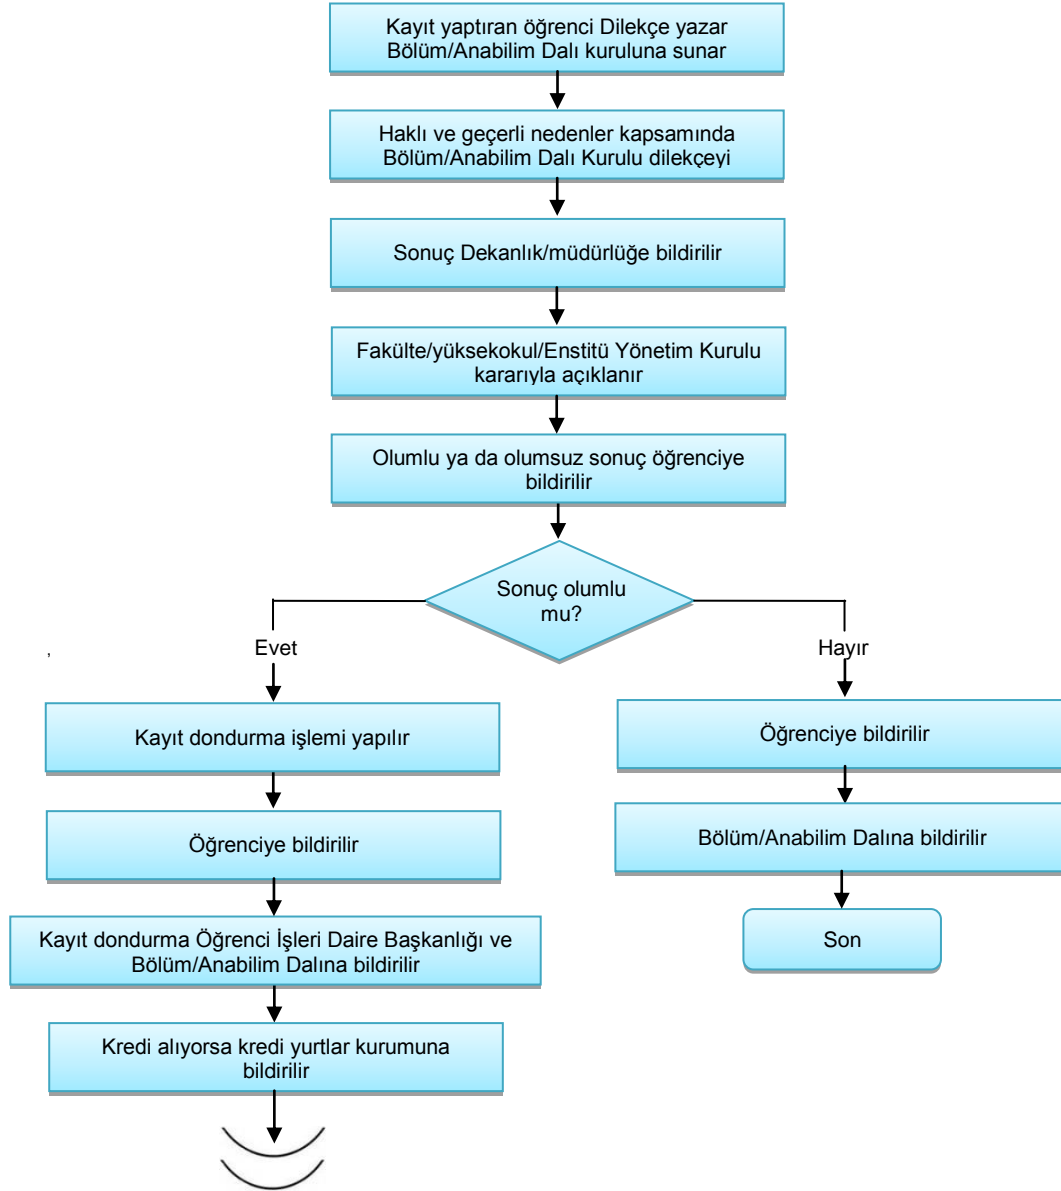 Kayıt yaptıran öğrenci Dilekçe yazar
Bölüm/Anabilim Dalı kuruluna sunar
Haklı ve geçerli nedenler kapsamında
Bölüm/Anabilim Dalı Kurulu dilekçeyi
Sonuç Dekanlık/müdürlüğe bildirilir
Fakülte/yüksekokul/Enstitü Yönetim Kurulu
kararıyla açıklanır
Olumlu ya da olumsuz sonuç öğrenciye
bildirilir
Sonuç olumlu
mu?
,
Evet
Hayır
Kayıt dondurma işlemi yapılır
Öğrenciye bildirilir
Kayıt dondurma Öğrenci İşleri Daire Başkanlığı ve
Bölüm/Anabilim Dalına bildirilir
Kredi alıyorsa kredi yurtlar kurumuna
bildirilir
Öğrenciye bildirilir
Bölüm/Anabilim Dalına bildirilir
Son